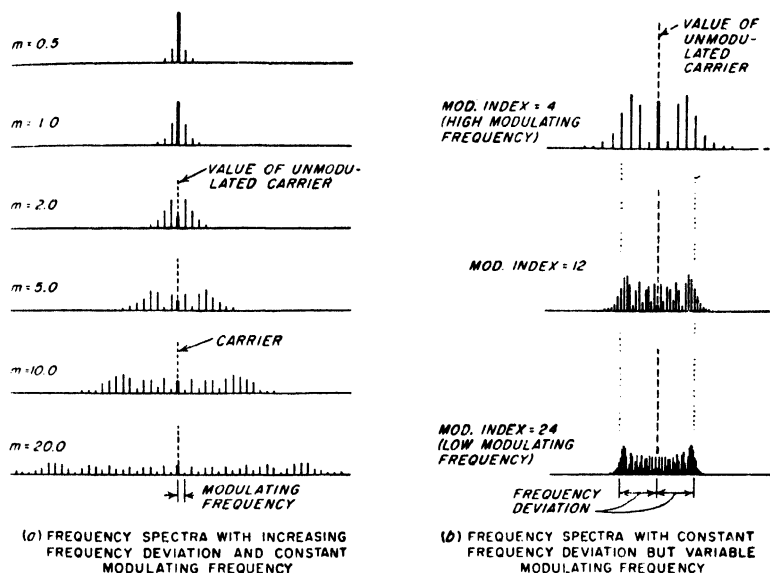 m = 0.5
m = 1.0
VALUE OF UNMODU-
LATED CARRIER
m = 2.0
m = 5.0
CARRIER
m = 10.0
m = 20.0
MODULATING
FREQUENCY
(a) FREQUENCY SPECTRA WITH INCREASING
FREQUENCY DEVIATION AND CONSTANT
MODULATING FREQUENCY
VALUE OF
UNMODU-
LATED
CARRIER
MOD. INDEX = 4
(HIGH MODULATING
FREQUENCY)
MOD. INDEX = 12
MOD. INDEX = 24
(LOW MODULATING
FREQUENCY)
FREQUENCY
DEVIATION
(b) FREQUENCY SPECTRA WITH CONSTANT
FREQUENCY DEVIATION BUT VARIABLE
MODULATING FREQUENCY